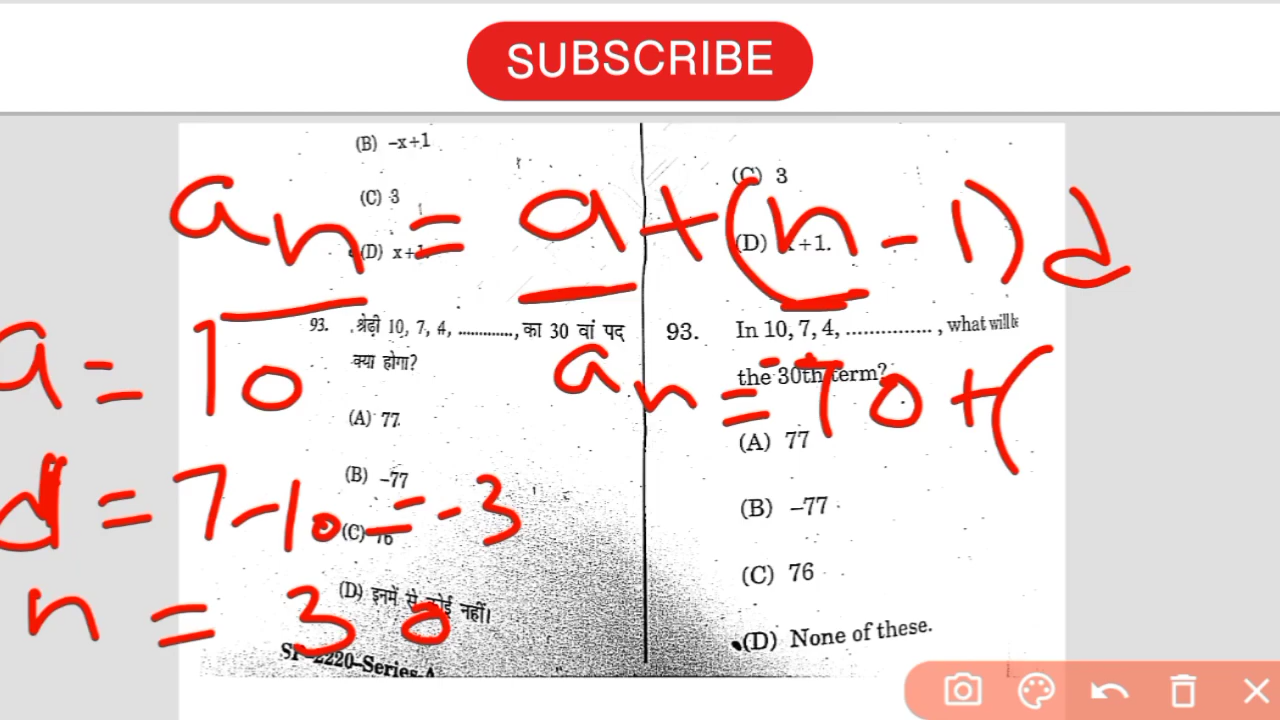 SUBSCRIBE
(B) -x+1
(C) 3
(D) x+1
93. श्रेढ़ी 10, 7, 4, ............., का 30 वां पद
क्या होगा?
(A) 77
(B) -77
(C) 76
(D) इनमें से कोई नहीं।
2220-Series-A
(C) 3
(D) x+1.
93. In 10, 7, 4, .............. , what will
the 30th term?
(A) 77
(B) -77
(C) 76
(D) None of these.
an = a + (n - 1) d
a = 10
d = 7 - 10 = -3
n = 30
an = 10 + (